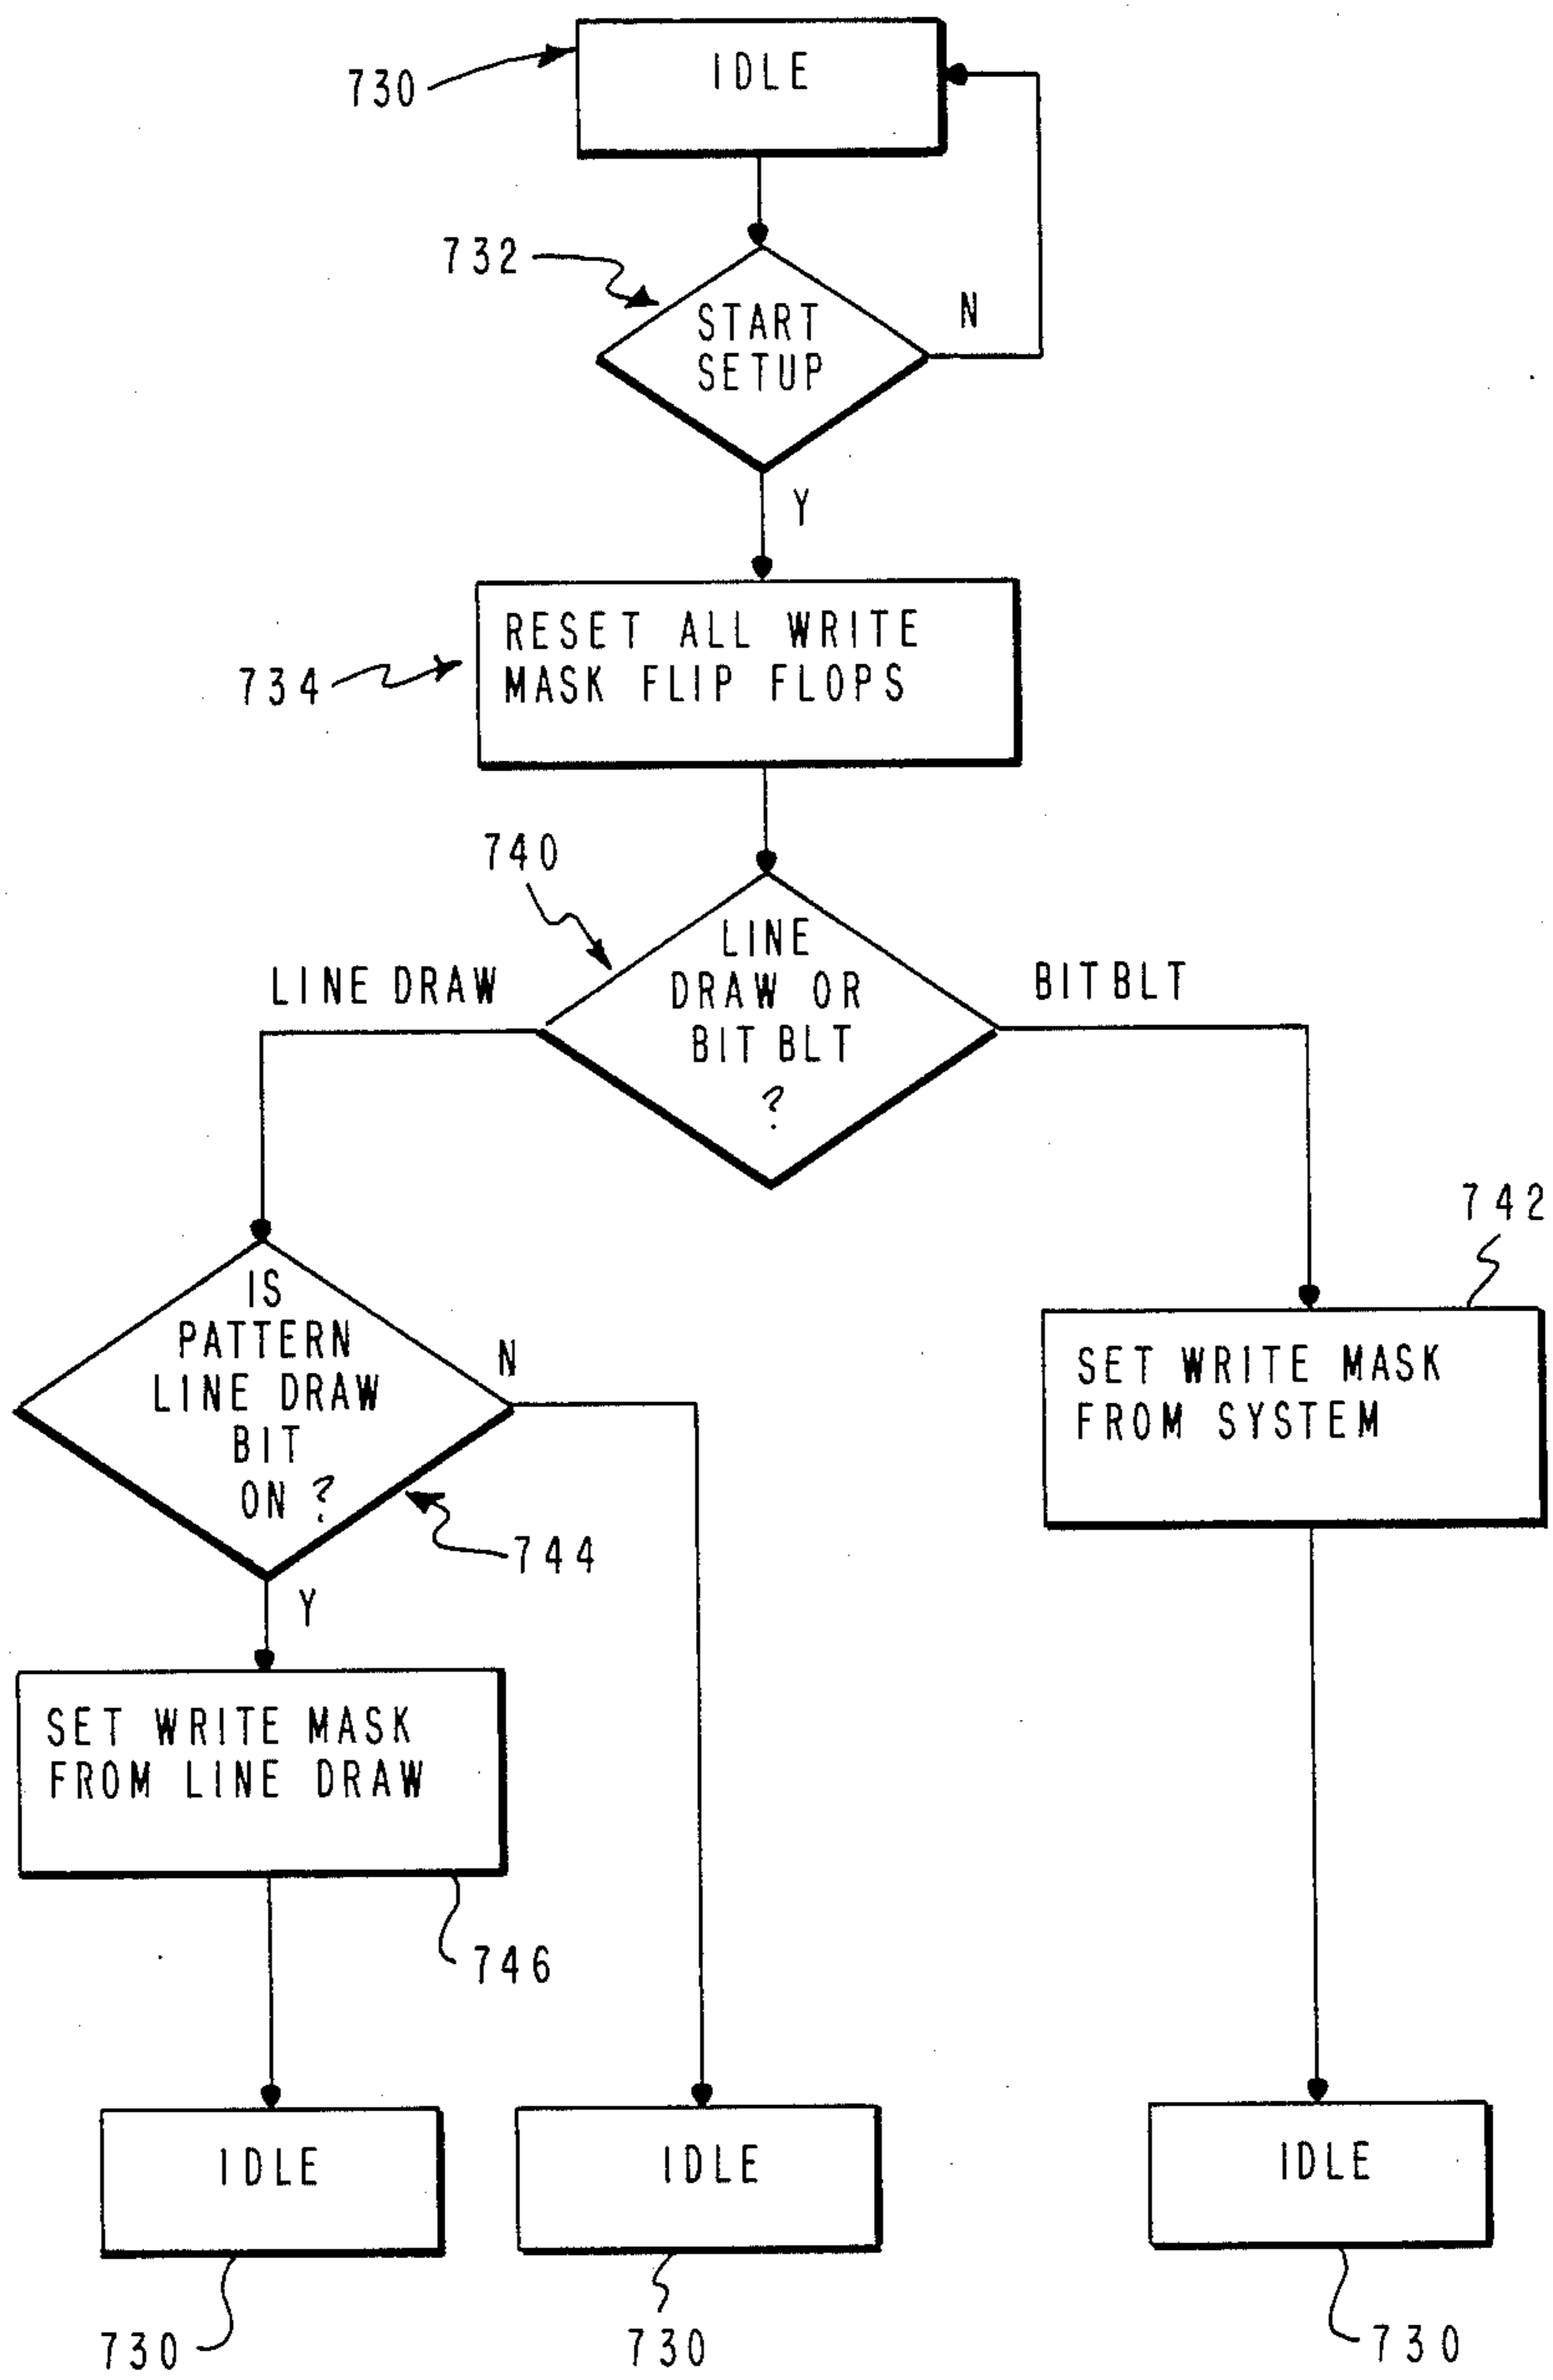 IDLE
730
732
START
SETUP
N
Y
RESET ALL WRITE
MASK FLIP FLOPS
734
740
LINE
DRAW OR
BIT BLT
?
LINE DRAW
BITBLT
742
IS
PATTERN
LINE DRAW
BIT
ON ?
N
744
SET WRITE MASK
FROM SYSTEM
Y
SET WRITE MASK
FROM LINE DRAW
746
IDLE
IDLE
IDLE
730
730
730